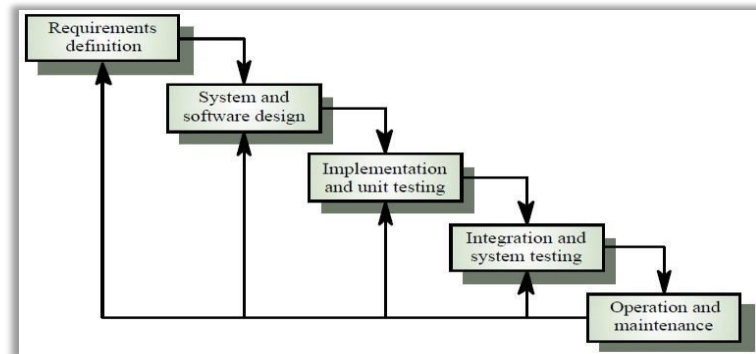 Requirements
definition
System and
software design
Implementation
and unit testing
Integration and
system testing
Operation and
maintenance